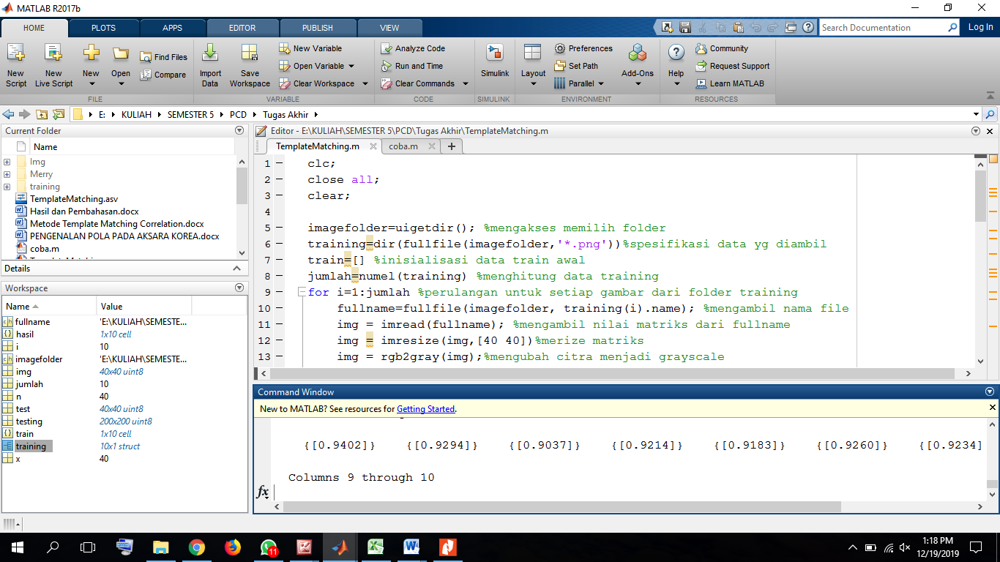 MATLAB R2017b
HOME PLOTS APPS EDITOR PUBLISH VIEW
Search Documentation
Log In
New Script
New Live Script
New
Open
Find Files
Compare
Import Data
Save Workspace
New Variable
Open Variable
Clear Workspace
Analyze Code
Run and Time
Clear Commands
Simulink
Layout
Preferences
Set Path
Parallel
Add-Ons
Help
Community
Request Support
Learn MATLAB
FILE VARIABLE CODE SIMULINK ENVIRONMENT RESOURCES
E: KULIAH SEMESTER 5 PCD Tugas Akhir
Current Folder
Name
Img
Merry
training
TemplateMatching.asv
Hasil dan Pembahasan.docx
Metode Template Matching Correlation.docx
PENGENALAN POLA PADA AKSARA KOREA.docx
coba.m
Details
Workspace
Name Value
fullname 'E:\KULIAH\SEMESTE...
hasil 1x10 cell
i 10
imagefolder 'E:\KULIAH\SEMESTE...
img 40x40 uint8
jumlah 10
n 40
test 40x40 uint8
testing 200x200 uint8
train 1x10 cell
training 10x1 struct
x 40
Editor - E:\KULIAH\SEMESTER 5\PCD\Tugas Akhir\TemplateMatching.m
TemplateMatching.m coba.m
1 clc;
2 close all;
3 clear;
4
5 imagefolder=uigetdir(); %mengakses memilih folder
6 training=dir(fullfile(imagefolder,'*.png'))%spesifikasi data yg diambil
7 train=[] %inisialisasi data train awal
8 jumlah=numel(training) %menghitung data training
9 for i=1:jumlah %perulangan untuk setiap gambar dari folder training
10 fullname=fullfile(imagefolder, training(i).name); %mengambil nama file
11 img = imread(fullname); %mengambil nilai matriks dari fullname
12 img = imresize(img,[40 40])%merize matriks
13 img = rgb2gray(img);%mengubah citra menjadi grayscale
Command Window
New to MATLAB? See resources for Getting Started.
{[0.9402]} {[0.9294]} {[0.9037]} {[0.9214]} {[0.9183]} {[0.9260]} {[0.9234]
Columns 9 through 10
fx
11
1:18 PM
12/19/2019